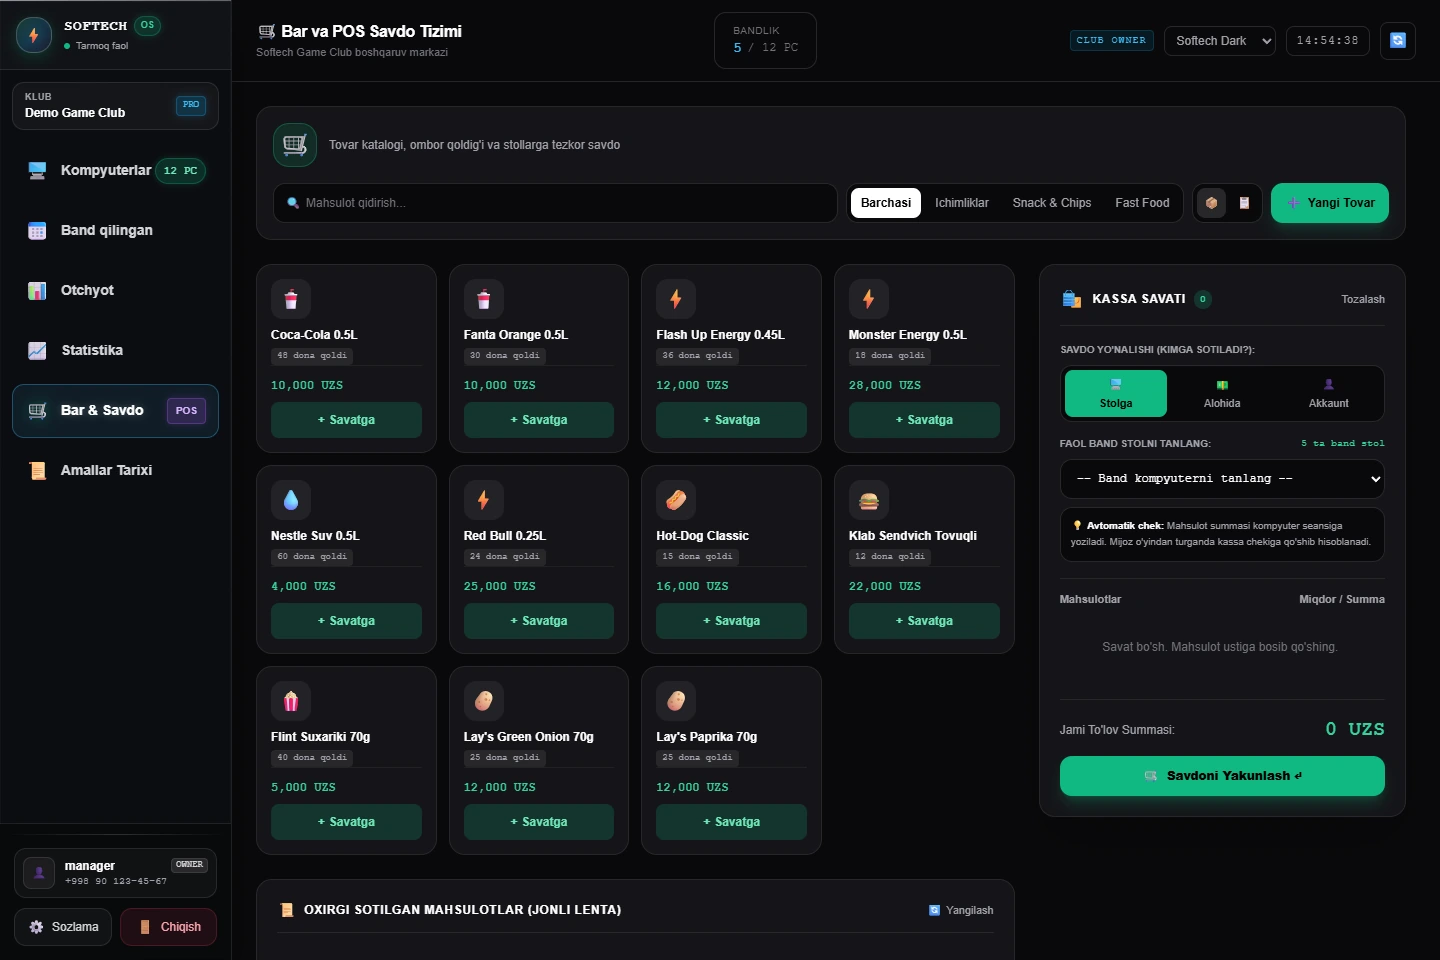 SOFTECH OS
Tarmoq faol
KLUB
Demo Game Club
PRO
Kompyuterlar 12 PC
Band qilingan
Otchyot
Statistika
Bar & Savdo POS
Amallar Tarixi
manager OWNER
+998 90 123-45-67
Sozlama
Chiqish
Bar va POS Savdo Tizimi
Softech Game Club boshqaruv markazi
BANDLIK
5 / 12 PC
CLUB OWNER
Softech Dark
14:54:38
Tovar katalogi, ombor qoldig'i va stollarga tezkor savdo
Mahsulot qidirish...
Barchasi Ichimliklar Snack & Chips Fast Food
Yangi Tovar
Coca-Cola 0.5L
48 dona qoldi
10,000 UZS
+ Savatga
Fanta Orange 0.5L
30 dona qoldi
10,000 UZS
+ Savatga
Flash Up Energy 0.45L
36 dona qoldi
12,000 UZS
+ Savatga
Monster Energy 0.5L
18 dona qoldi
28,000 UZS
+ Savatga
Nestle Suv 0.5L
60 dona qoldi
4,000 UZS
+ Savatga
Red Bull 0.25L
24 dona qoldi
25,000 UZS
+ Savatga
Hot-Dog Classic
15 dona qoldi
16,000 UZS
+ Savatga
Klab Sendvich Tovuqli
12 dona qoldi
22,000 UZS
+ Savatga
Flint Suxariki 70g
40 dona qoldi
5,000 UZS
+ Savatga
Lay's Green Onion 70g
25 dona qoldi
12,000 UZS
+ Savatga
Lay's Paprika 70g
25 dona qoldi
12,000 UZS
+ Savatga
OXIRGI SOTILGAN MAHSULOTLAR (JONLI LENTA)
Yangilash
KASSA SAVATI 0
Tozalash
SAVDO YO'NALISHI (KIMGA SOTILADI?):
Stolga
Alohida
Akkaunt
FAOL BAND STOLNI TANLANG:
5 ta band stol
-- Band kompyuterni tanlang --
Avtomatik chek: Mahsulot summasi kompyuter seansiga
yoziladi. Mijoz o'yindan turganda kassa chekiga qo'shib hisoblanadi.
Mahsulotlar
Miqdor / Summa
Savat bo'sh. Mahsulot ustiga bosib qo'shing.
Jami To'lov Summasi:
0 UZS
Savdoni Yakunlash ↵